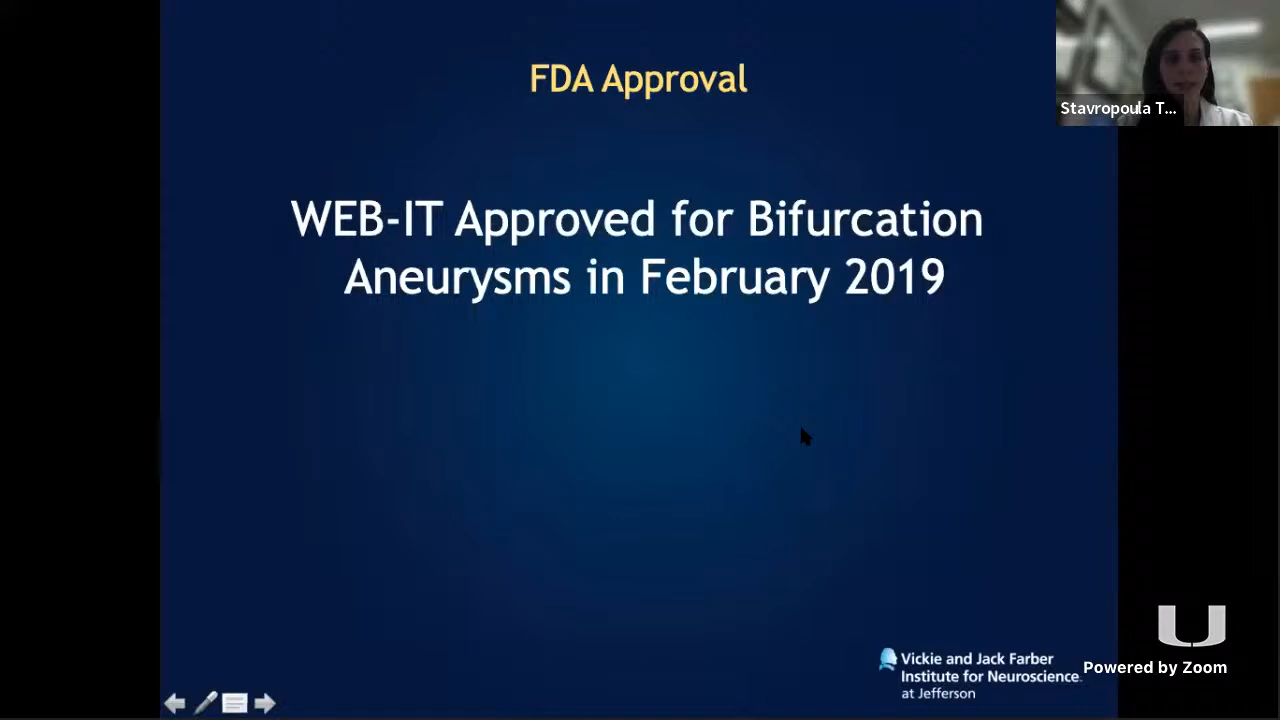 FDA Approval
Stavropoula T...
WEB-IT Approved for Bifurcation
Aneurysms in February 2019
Vickie and Jack Farber
Institute for Neuroscience
at Jefferson
U
Powered by Zoom